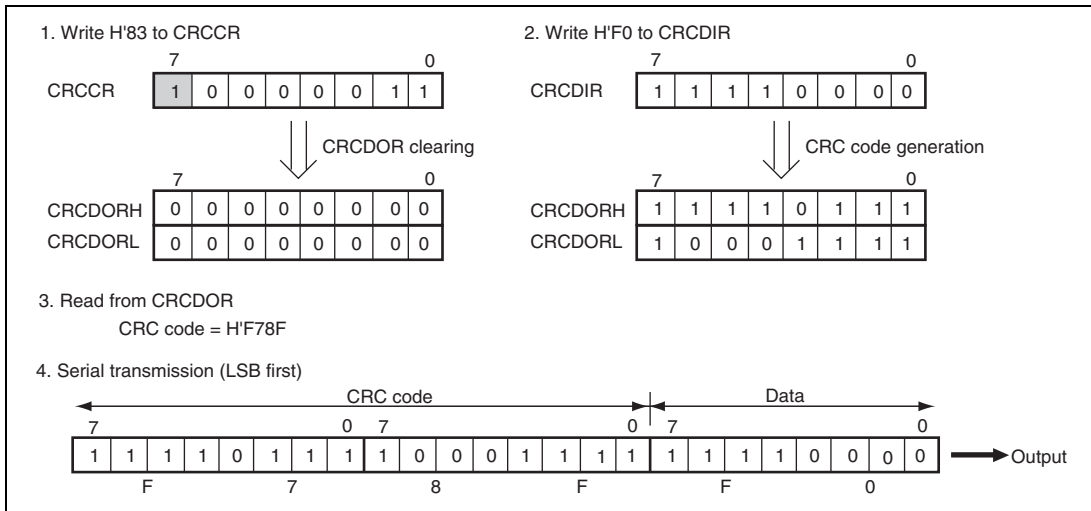 1. Write H'83 to CRCCR
7 0
CRCCR 1 0 0 0 0 0 1 1
CRCDOR clearing
7 0
CRCDORH 0 0 0 0 0 0 0 0
CRCDORL 0 0 0 0 0 0 0 0
2. Write H'F0 to CRCDIR
7 0
CRCDIR 1 1 1 1 0 0 0 0
CRC code generation
7 0
CRCDORH 1 1 1 1 0 1 1 1
CRCDORL 1 0 0 0 1 1 1 1
3. Read from CRCDOR
CRC code = H'F78F
4. Serial transmission (LSB first)
CRC code Data
7 0 7 0 7 0
1 1 1 1 0 1 1 1 1 0 0 0 1 1 1 1 1 1 1 1 0 0 0 0 Output
F 7 8 F F 0